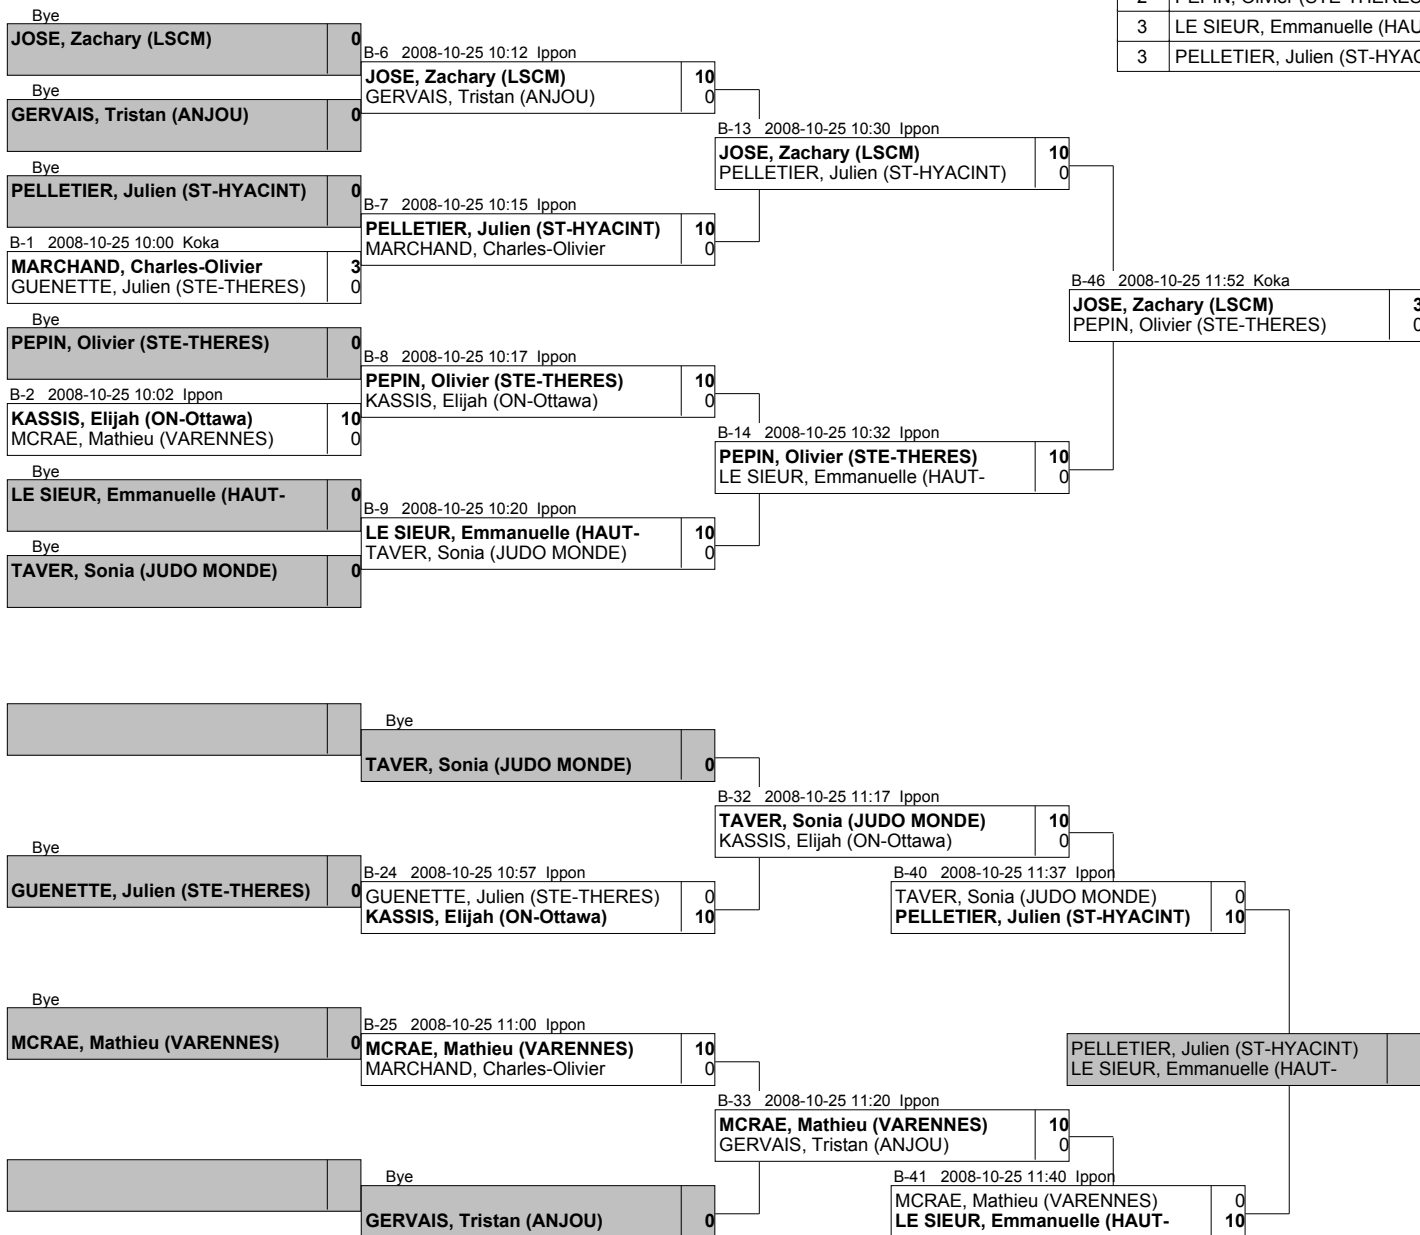 2 PEPIN, Olivier (STE-THERES
3 LE SIEUR, Emmanuelle (HAU
3 PELLETIER, Julien (ST-HYAC
Bye
JOSE, Zachary (LSCM) 0
Bye
GERVAIS, Tristan (ANJOU) 0
Bye
PELLETIER, Julien (ST-HYACINT) 0
B-1 2008-10-25 10:00 Koka
MARCHAND, Charles-Olivier 3
GUENETTE, Julien (STE-THERES) 0
Bye
PEPIN, Olivier (STE-THERES) 0
B-2 2008-10-25 10:02 Ippon
KASSIS, Elijah (ON-Ottawa) 10
MCRAE, Mathieu (VARENNES) 0
Bye
LE SIEUR, Emmanuelle (HAUT- 0
Bye
TAVER, Sonia (JUDO MONDE) 0
B-6 2008-10-25 10:12 Ippon
JOSE, Zachary (LSCM) 10
GERVAIS, Tristan (ANJOU) 0
B-7 2008-10-25 10:15 Ippon
PELLETIER, Julien (ST-HYACINT) 10
MARCHAND, Charles-Olivier 0
B-8 2008-10-25 10:17 Ippon
PEPIN, Olivier (STE-THERES) 10
KASSIS, Elijah (ON-Ottawa) 0
B-9 2008-10-25 10:20 Ippon
LE SIEUR, Emmanuelle (HAUT- 10
TAVER, Sonia (JUDO MONDE) 0
B-13 2008-10-25 10:30 Ippon
JOSE, Zachary (LSCM) 10
PELLETIER, Julien (ST-HYACINT) 0
B-14 2008-10-25 10:32 Ippon
PEPIN, Olivier (STE-THERES) 10
LE SIEUR, Emmanuelle (HAUT- 0
B-46 2008-10-25 11:52 Koka
JOSE, Zachary (LSCM) 3
PEPIN, Olivier (STE-THERES) 0
Bye
TAVER, Sonia (JUDO MONDE) 0
Bye
GUENETTE, Julien (STE-THERES) 0
B-24 2008-10-25 10:57 Ippon
GUENETTE, Julien (STE-THERES) 0
KASSIS, Elijah (ON-Ottawa) 10
B-32 2008-10-25 11:17 Ippon
TAVER, Sonia (JUDO MONDE) 10
KASSIS, Elijah (ON-Ottawa) 0
B-40 2008-10-25 11:37 Ippon
TAVER, Sonia (JUDO MONDE) 0
PELLETIER, Julien (ST-HYACINT) 10
Bye
MCRAE, Mathieu (VARENNES) 0
B-25 2008-10-25 11:00 Ippon
MCRAE, Mathieu (VARENNES) 10
MARCHAND, Charles-Olivier 0
PELLETIER, Julien (ST-HYACINT)
LE SIEUR, Emmanuelle (HAUT-
B-33 2008-10-25 11:20 Ippon
MCRAE, Mathieu (VARENNES) 10
GERVAIS, Tristan (ANJOU) 0
Bye
GERVAIS, Tristan (ANJOU) 0
B-41 2008-10-25 11:40 Ippon
MCRAE, Mathieu (VARENNES) 0
LE SIEUR, Emmanuelle (HAUT- 10